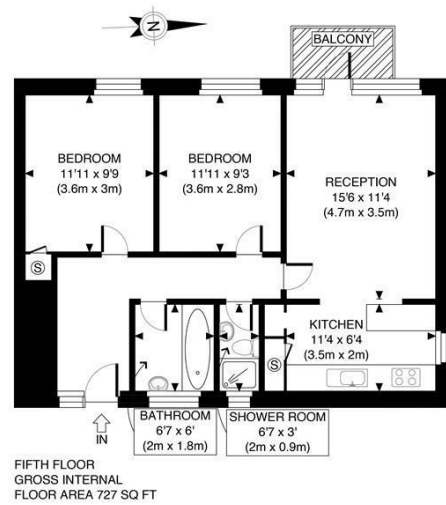 BALCONY
BEDROOM
11'11 x 9'9
(3.6m x 3m)
BEDROOM
11'11 x 9'3
(3.6m x 2.8m)
RECEPTION
15'6 x 11'4
(4.7m x 3.5m)
S
KITCHEN
11'4 x 6'4
(3.5m x 2m)
S
IN
BATHROOM
6'7 x 6'
(2m x 1.8m)
SHOWER ROOM
6'7 x 3'
(2m x 0.9m)
FIFTH FLOOR
GROSS INTERNAL
FLOOR AREA 727 SQ FT